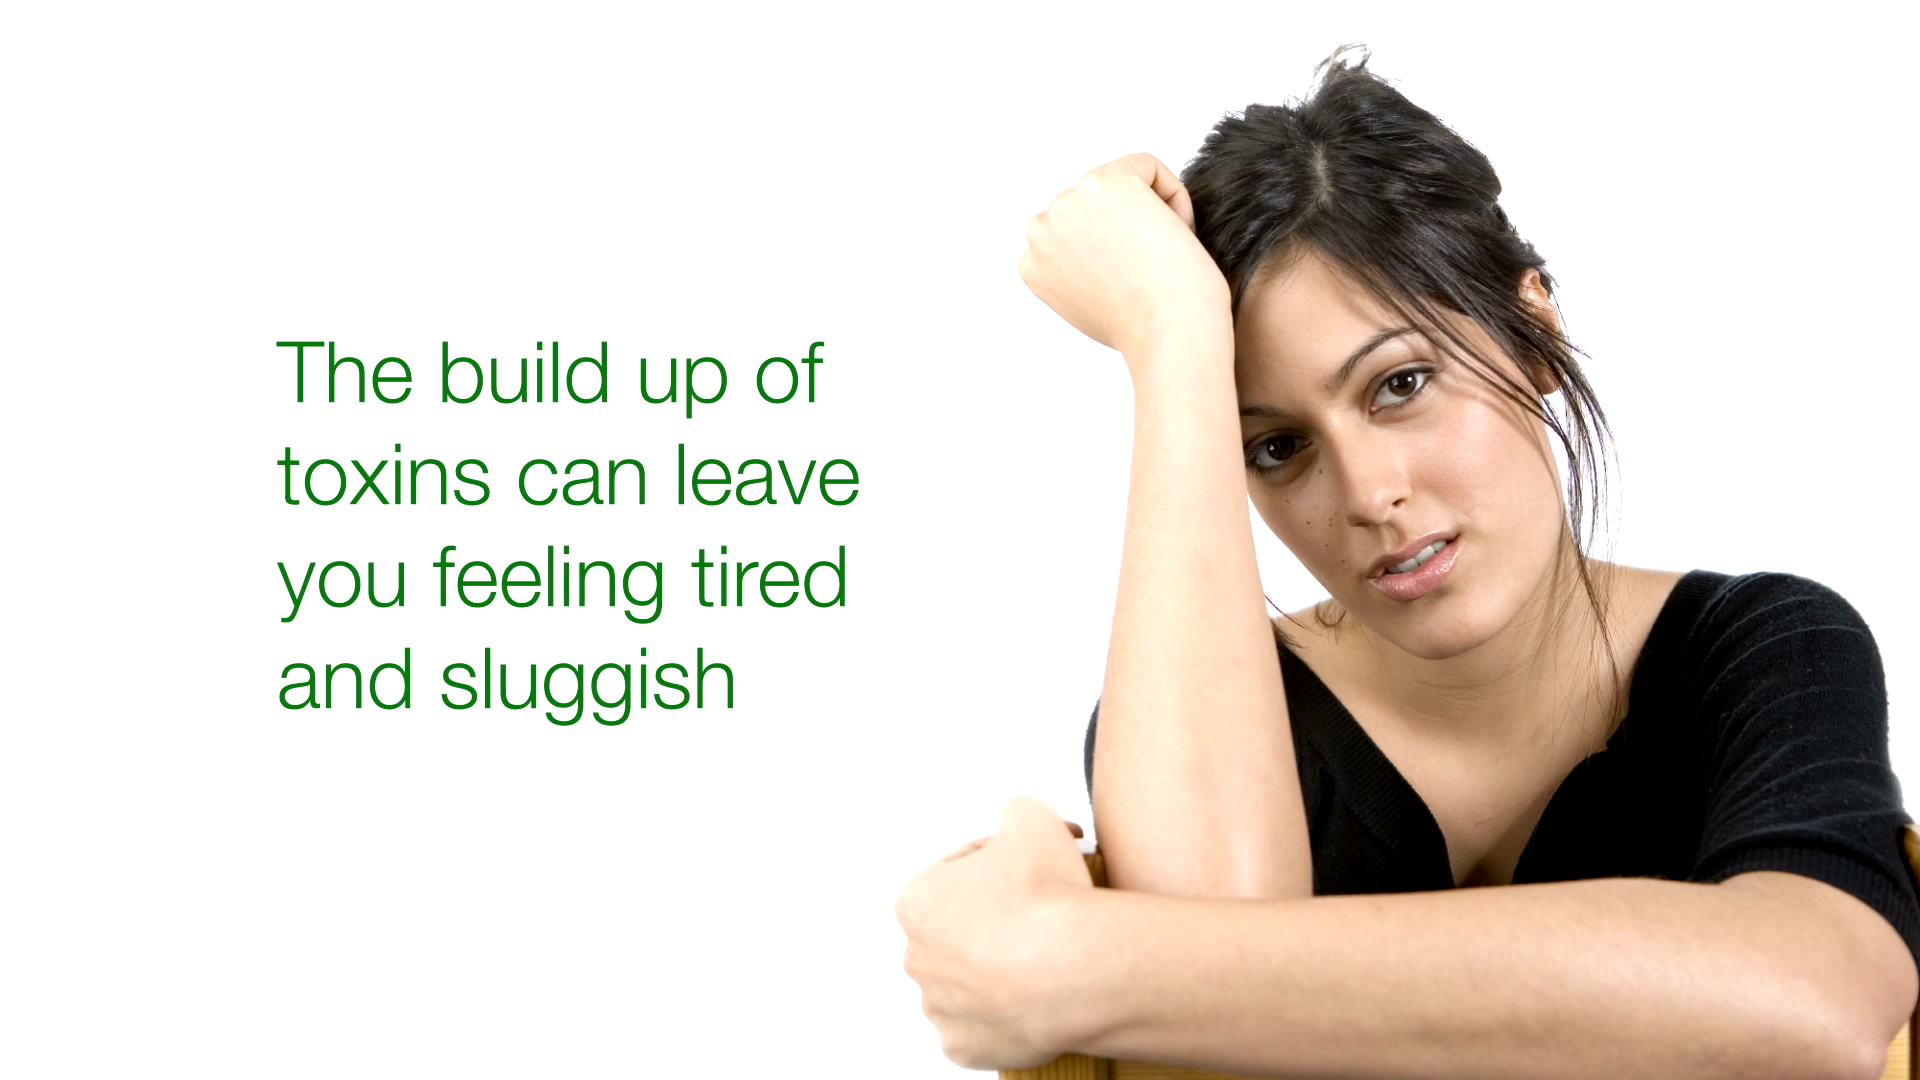 The build up of
toxins can leave
you feeling tired
and sluggish